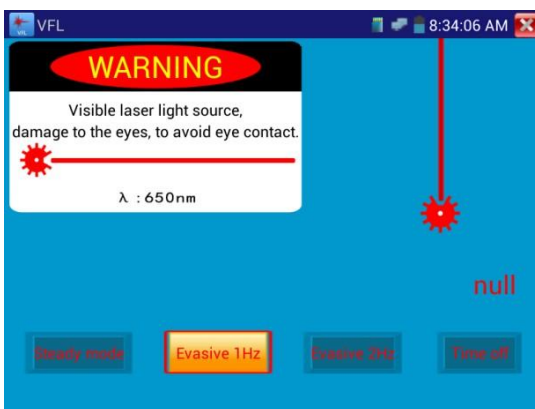 VFL
8:34:06 AM
WARNING
Visible laser light source,
damage to the eyes, to avoid eye contact.
λ :650nm
null
Steady mode
Evasive 1Hz
Evasive 2Hz
Time off